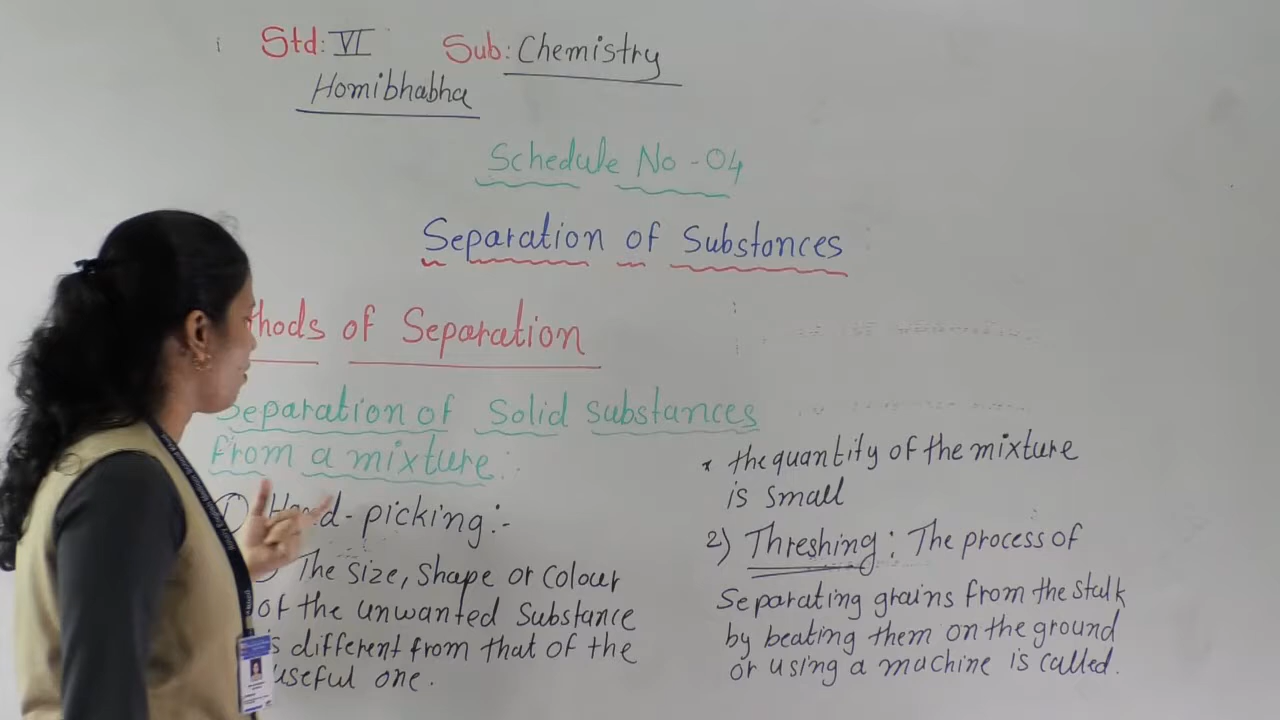 Std: VI Sub: Chemistry
Homibhabha
Schedule No - 04
Separation of Substances
thods of Separation
Separation of Solid substances
from a mixture :
1) Hand - picking :-
The size, shape or colour
of the unwanted Substance
is different from that of the
useful one.
* the quantity of the mixture
is small
2) Threshing : The process of
Separating grains from the stalk
by beating them on the ground
or using a machine is called.